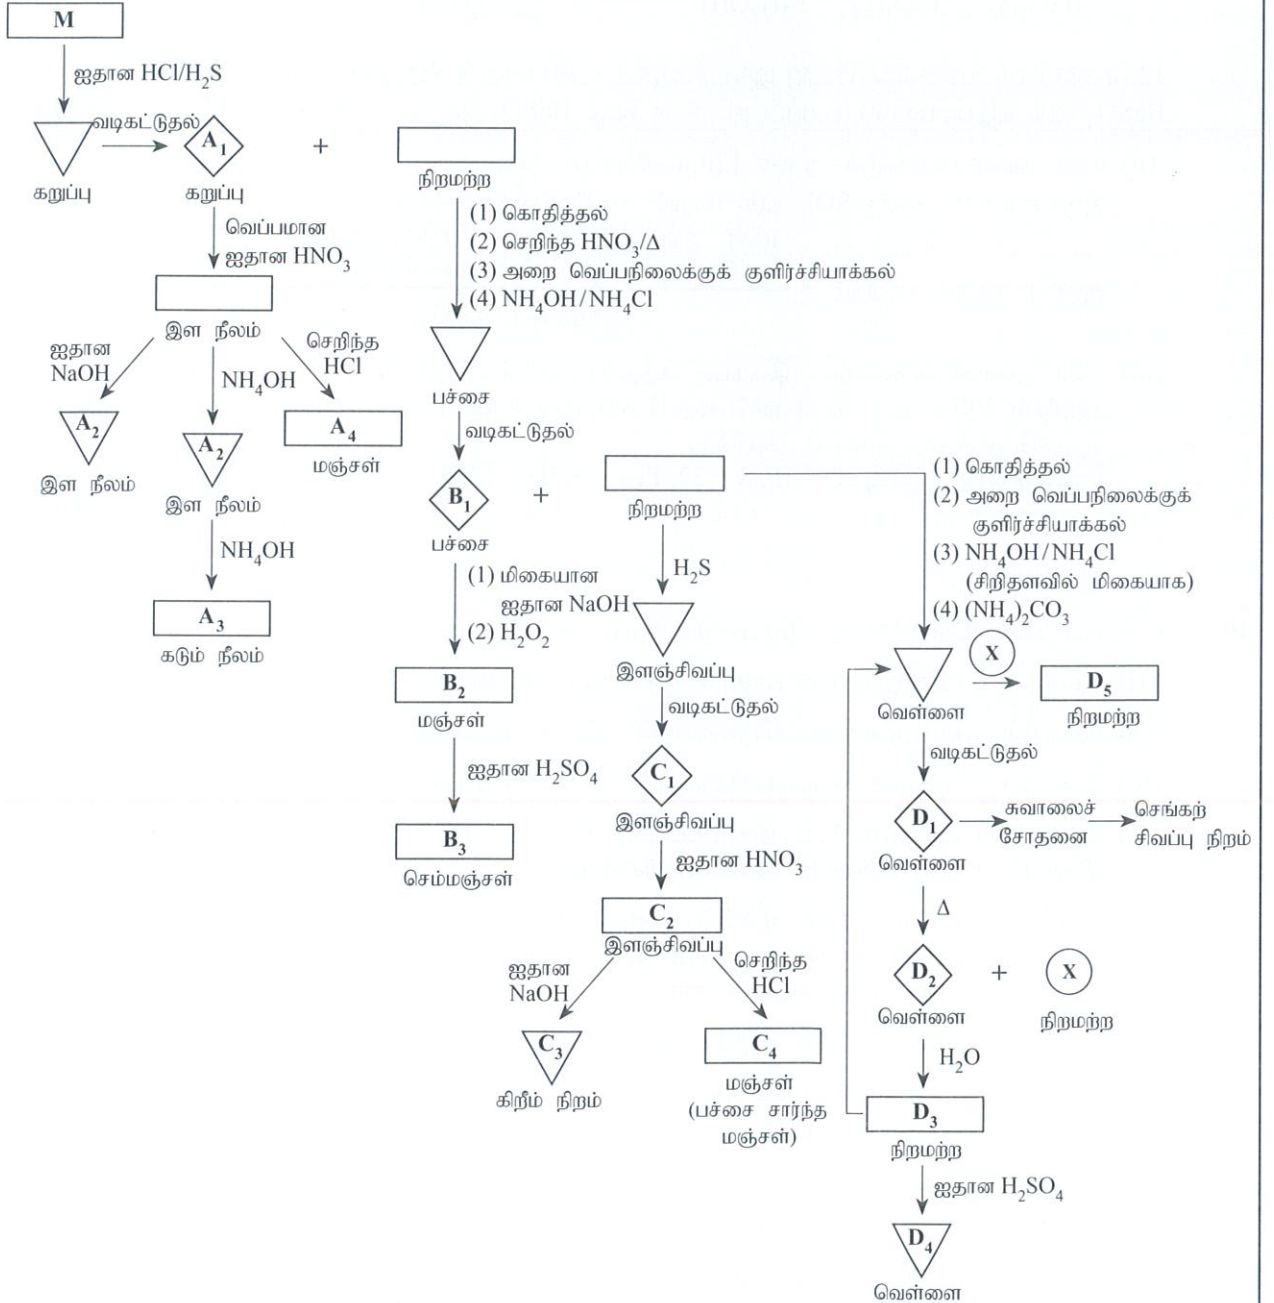 M
ஐதான HCl/H₂S
வடிகட்டுதல்
A₁
+
கறுப்பு
கறுப்பு
நிறமற்ற
வெப்பமான
ஐதான HNO₃
(1) கொதித்தல்
(2) செறிந்த HNO₃/Δ
(3) அறை வெப்பநிலைக்குக் குளிர்ச்சியாக்கல்
(4) NH₄OH/NH₄Cl
இள நீலம்
ஐதான
NaOH
NH₄OH
செறிந்த
HCl
A₂
இள நீலம்
A₂
இள நீலம்
A₄
மஞ்சள்
NH₄OH
A₃
கடும் நீலம்
பச்சை
வடிகட்டுதல்
B₁
+
பச்சை
நிறமற்ற
(1) மிகையான
ஐதான NaOH
(2) H₂O₂
B₂
மஞ்சள்
ஐதான H₂SO₄
B₃
செம்மஞ்சள்
H₂S
இளஞ்சிவப்பு
வடிகட்டுதல்
C₁
இளஞ்சிவப்பு
ஐதான HNO₃
C₂
இளஞ்சிவப்பு
ஐதான
NaOH
செறிந்த
HCl
C₃
கிறீம் நிறம்
C₄
மஞ்சள்
(பச்சை சார்ந்த
மஞ்சள்)
(1) கொதித்தல்
(2) அறை வெப்பநிலைக்குக்
குளிர்ச்சியாக்கல்
(3) NH₄OH/NH₄Cl
(சிறிதளவில் மிகையாக)
(4) (NH₄)₂CO₃
X
D₅
வெள்ளை
நிறமற்ற
வடிகட்டுதல்
D₁
சுவாலைச்
சோதனை
செங்கற்
சிவப்பு நிறம்
வெள்ளை
Δ
D₂
+
X
வெள்ளை
நிறமற்ற
H₂O
D₃
நிறமற்ற
ஐதான H₂SO₄
D₄
வெள்ளை